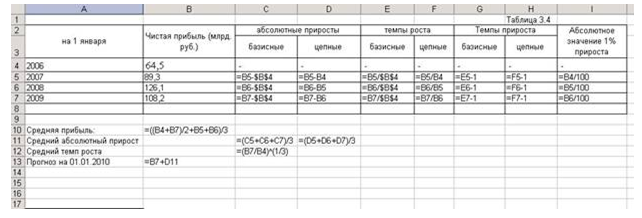 A B C D E F G H I
1 Таблица 3.4
2 на 1 января Чистая прибыль (млрд. руб.) абсолютные приросты темпы роста Темпы прироста Абсолютное значение 1% прироста
3 базисные цепные базисные цепные базисные цепные
4 2006 64,5 - - - - - - -
5 2007 89,3 =B5-$B$4 =B5-B4 =B5/$B$4 =B5/B4 =E5-1 =F5-1 =B4/100
6 2008 126,1 =B6-$B$4 =B6-B5 =B6/$B$4 =B6/B5 =E6-1 =F6-1 =B5/100
7 2009 108,2 =B7-$B$4 =B7-B6 =B7/$B$4 =B7/B6 =E7-1 =F7-1 =B6/100
8
9
10 Средняя прибыль: =((B4+B7)/2+B5+B6)/3
11 Средний абсолютный прирост =(C5+C6+C7)/3 =(D5+D6+D7)/3
12 Средний темп роста =(B7/B4)^(1/3)
13 Прогноз на 01.01.2010 =B7+D11
14
15
16
17